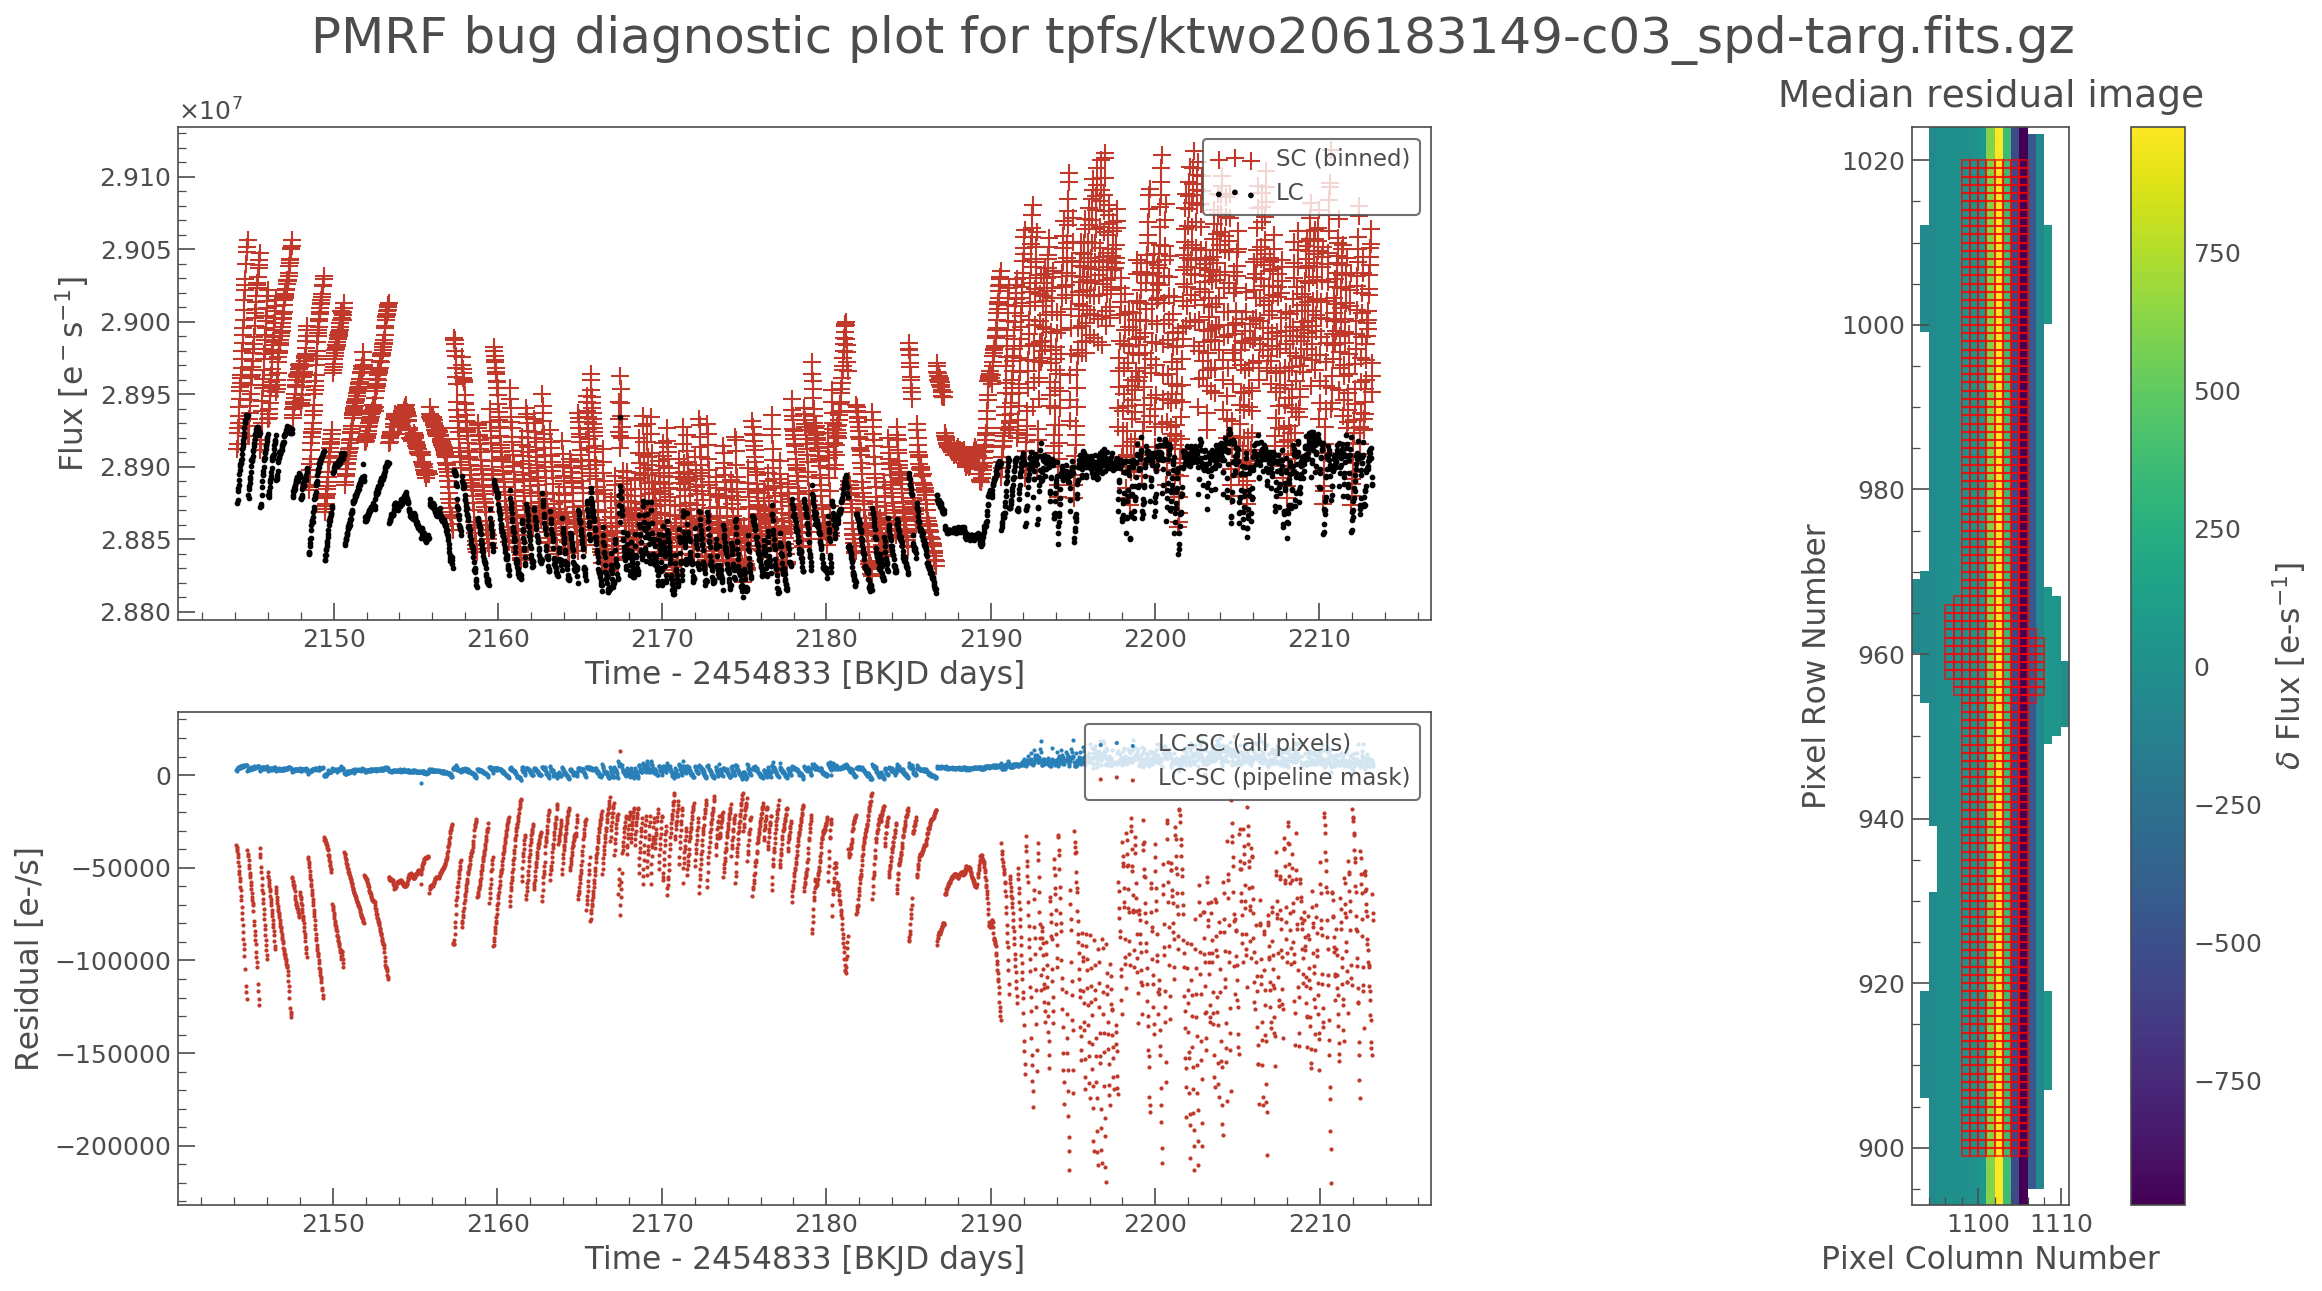 PMRF bug diagnostic plot for tpfs/ktwo206183149-c03_spd-targ.fits.gz
×10⁷
Flux [e⁻ s⁻¹]
2.910
2.905
2.900
2.895
2.890
2.885
2.880
SC (binned)
LC
2150 2160 2170 2180 2190 2200 2210
Time - 2454833 [BKJD days]
Residual [e-/s]
0
−50000
−100000
−150000
−200000
LC-SC (all pixels)
LC-SC (pipeline mask)
2150 2160 2170 2180 2190 2200 2210
Time - 2454833 [BKJD days]
Median residual image
Pixel Row Number
1020
1000
980
960
940
920
900
1100 1110
Pixel Column Number
750
500
250
0
−250
−500
−750
δ Flux [e-s⁻¹]